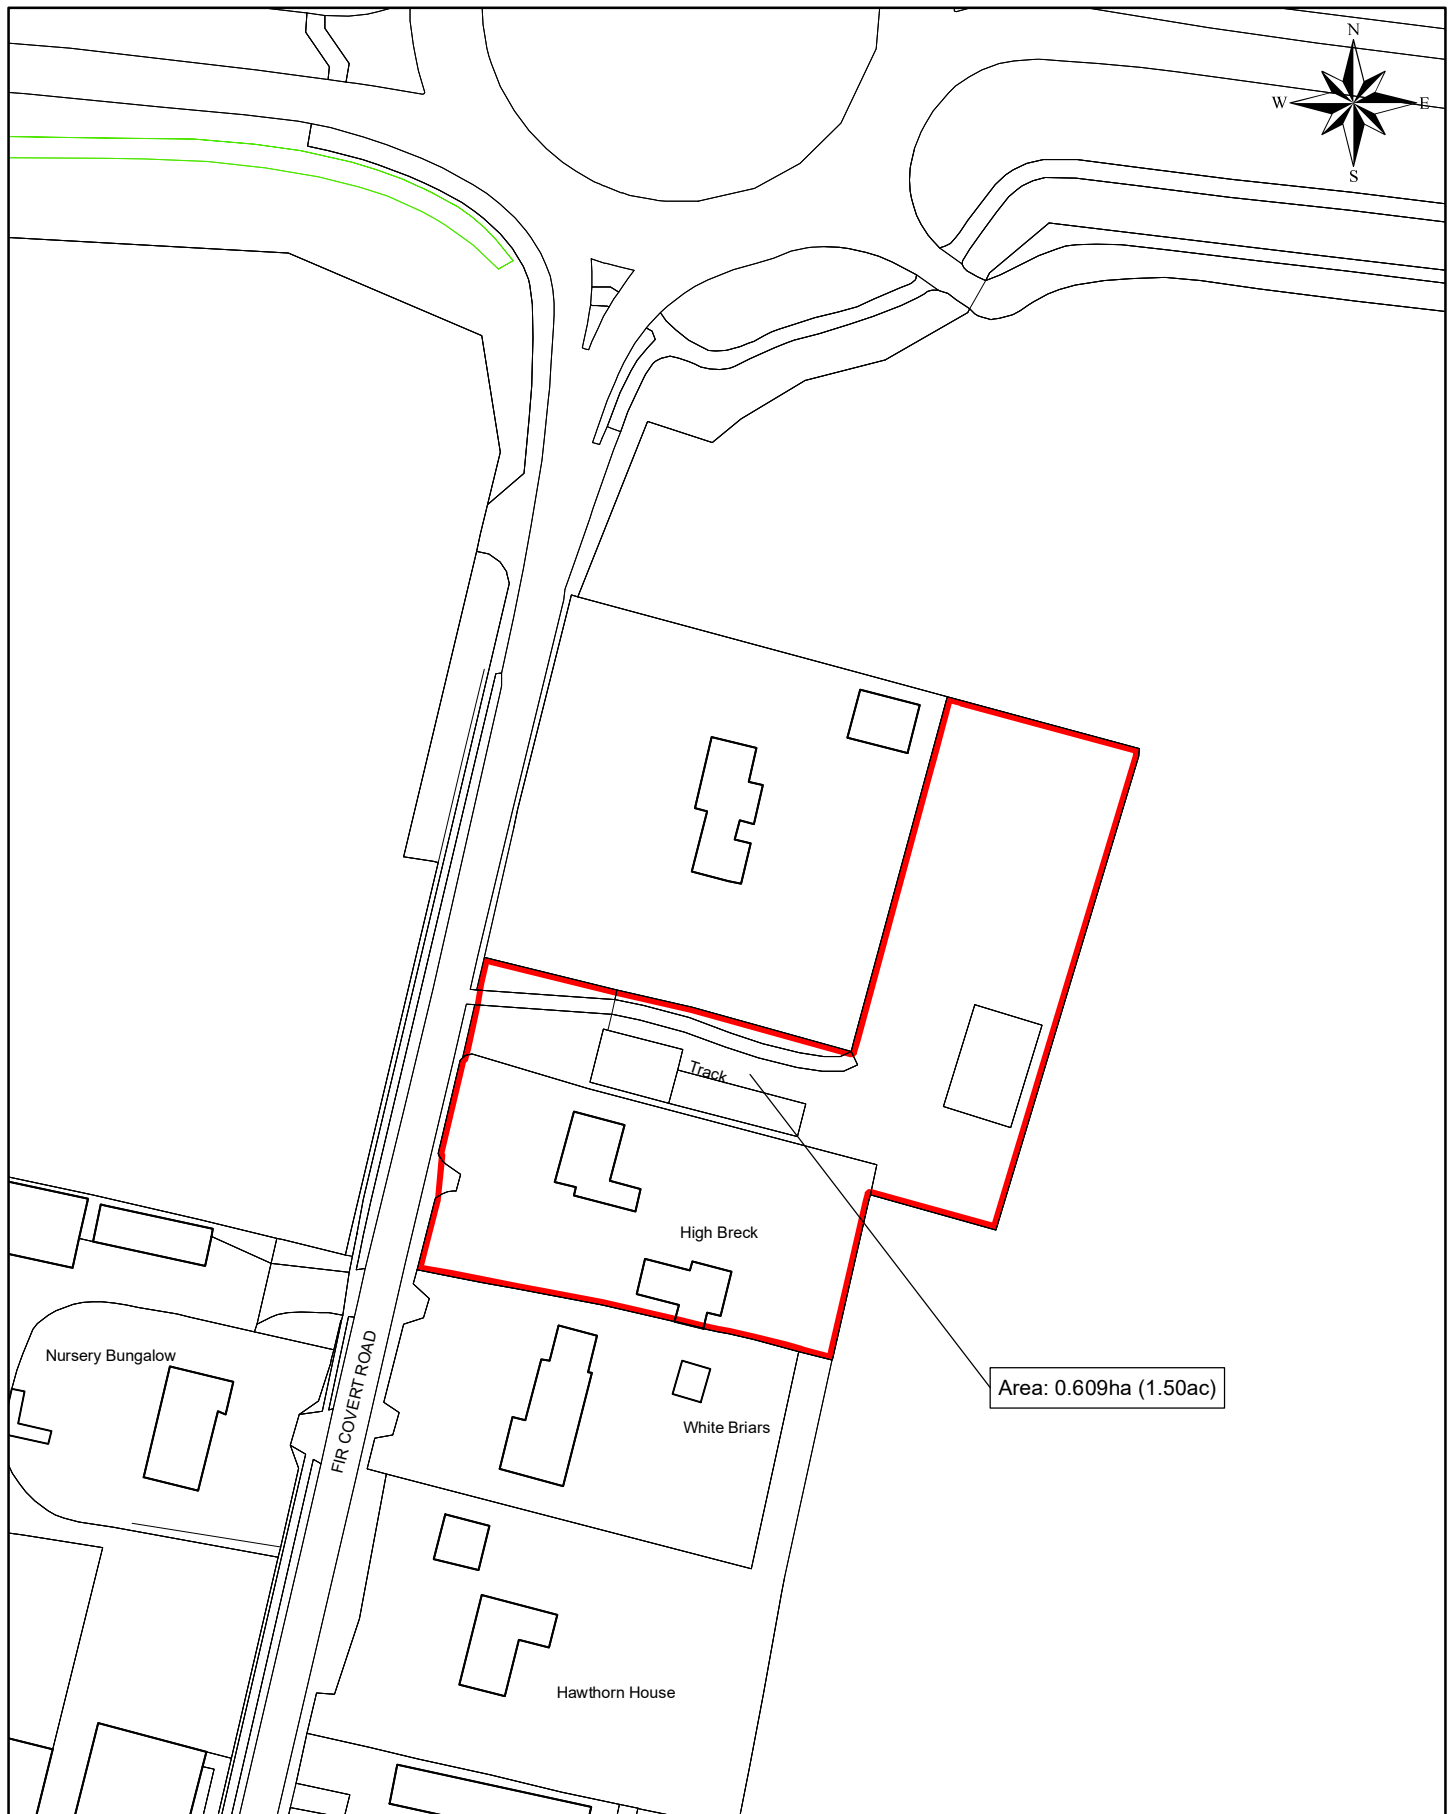 N
W
E
S
Track
High Breck
FIR COVERT ROAD
Nursery Bungalow
Area: 0.609ha (1.50ac)
White Briars
Hawthorn House